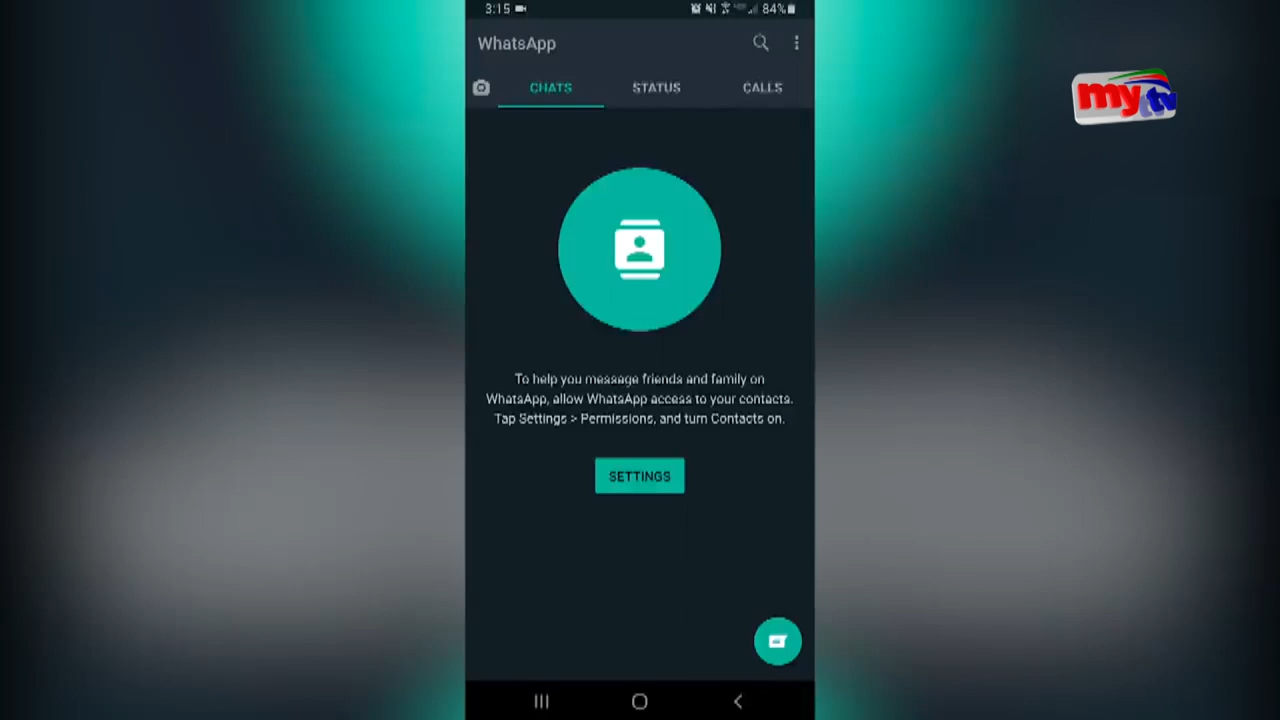 3:15
84%
WhatsApp
CHATS
STATUS
CALLS
To help you message friends and family on
WhatsApp, allow WhatsApp access to your contacts.
Tap Settings > Permissions, and turn Contacts on.
SETTINGS
mytv